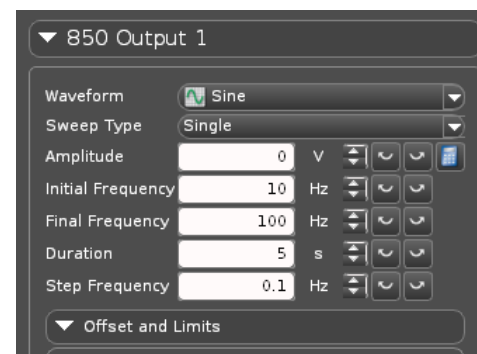 850 Output 1
Waveform Sine
Sweep Type Single
Amplitude 0 V
Initial Frequency 10 Hz
Final Frequency 100 Hz
Duration 5 s
Step Frequency 0.1 Hz
Offset and Limits